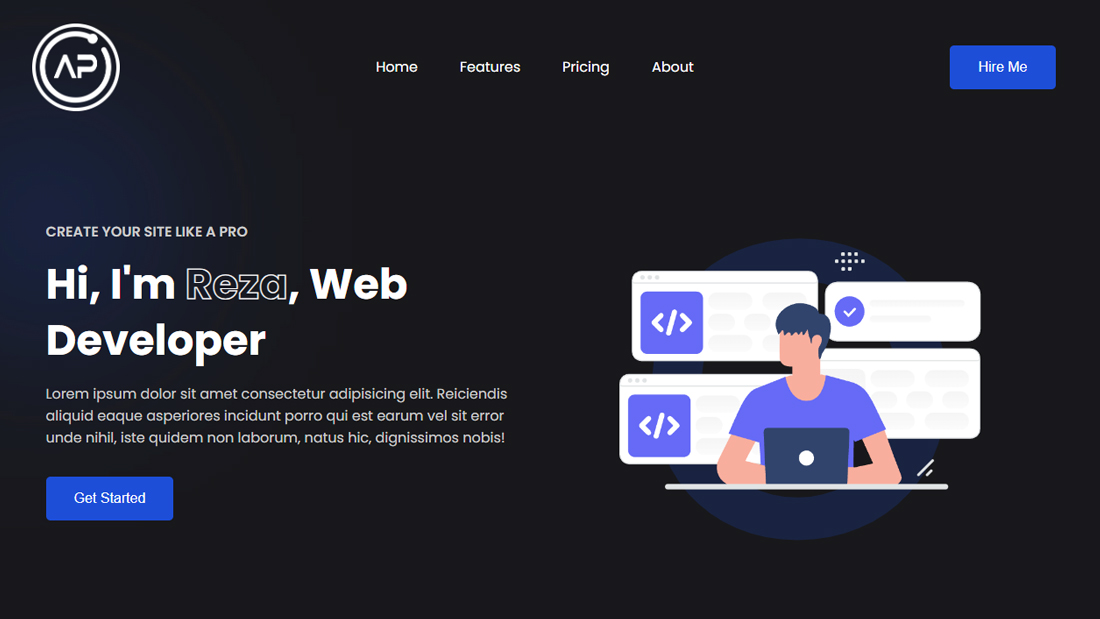 AP
Home Features Pricing About
Hire Me
CREATE YOUR SITE LIKE A PRO
Hi, I'm Reza, Web
Developer
Lorem ipsum dolor sit amet consectetur adipisicing elit. Reiciendis
aliquid eaque asperiores incidunt porro qui est earum vel sit error
unde nihil, iste quidem non laborum, natus hic, dignissimos nobis!
Get Started
</>
</>